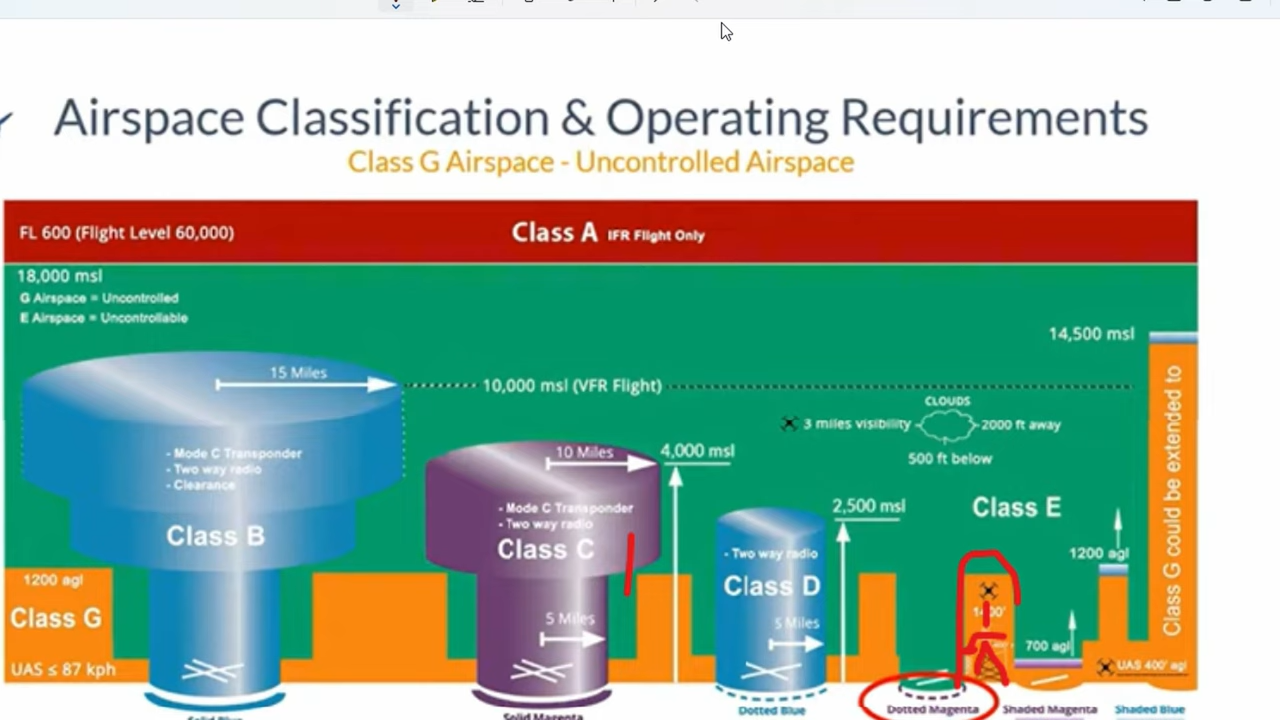 Airspace Classification & Operating Requirements
Class G Airspace - Uncontrolled Airspace
FL 600 (Flight Level 60,000)
Class A IFR Flight Only
18,000 msl
G Airspace = Uncontrolled
E Airspace = Uncontrollable
14,500 msl
15 Miles
10,000 msl (VFR Flight)
CLOUDS
3 miles visibility
2000 ft away
500 ft below
- Mode C Transponder
- Two way radio
- Clearance
Class B
10 Miles
4,000 msl
- Mode C Transponder
- Two way radio
Class C
2,500 msl
- Two way radio
Class D
Class E
1200 agl
Class G could be extended to
1200 agl
Class G
5 Miles
5 Miles
700 agl
UAS ≤ 87 kph
UAS 400' agl
Solid Blue
Solid Magenta
Dotted Blue
Dotted Magenta
Shaded Magenta
Shaded Blue